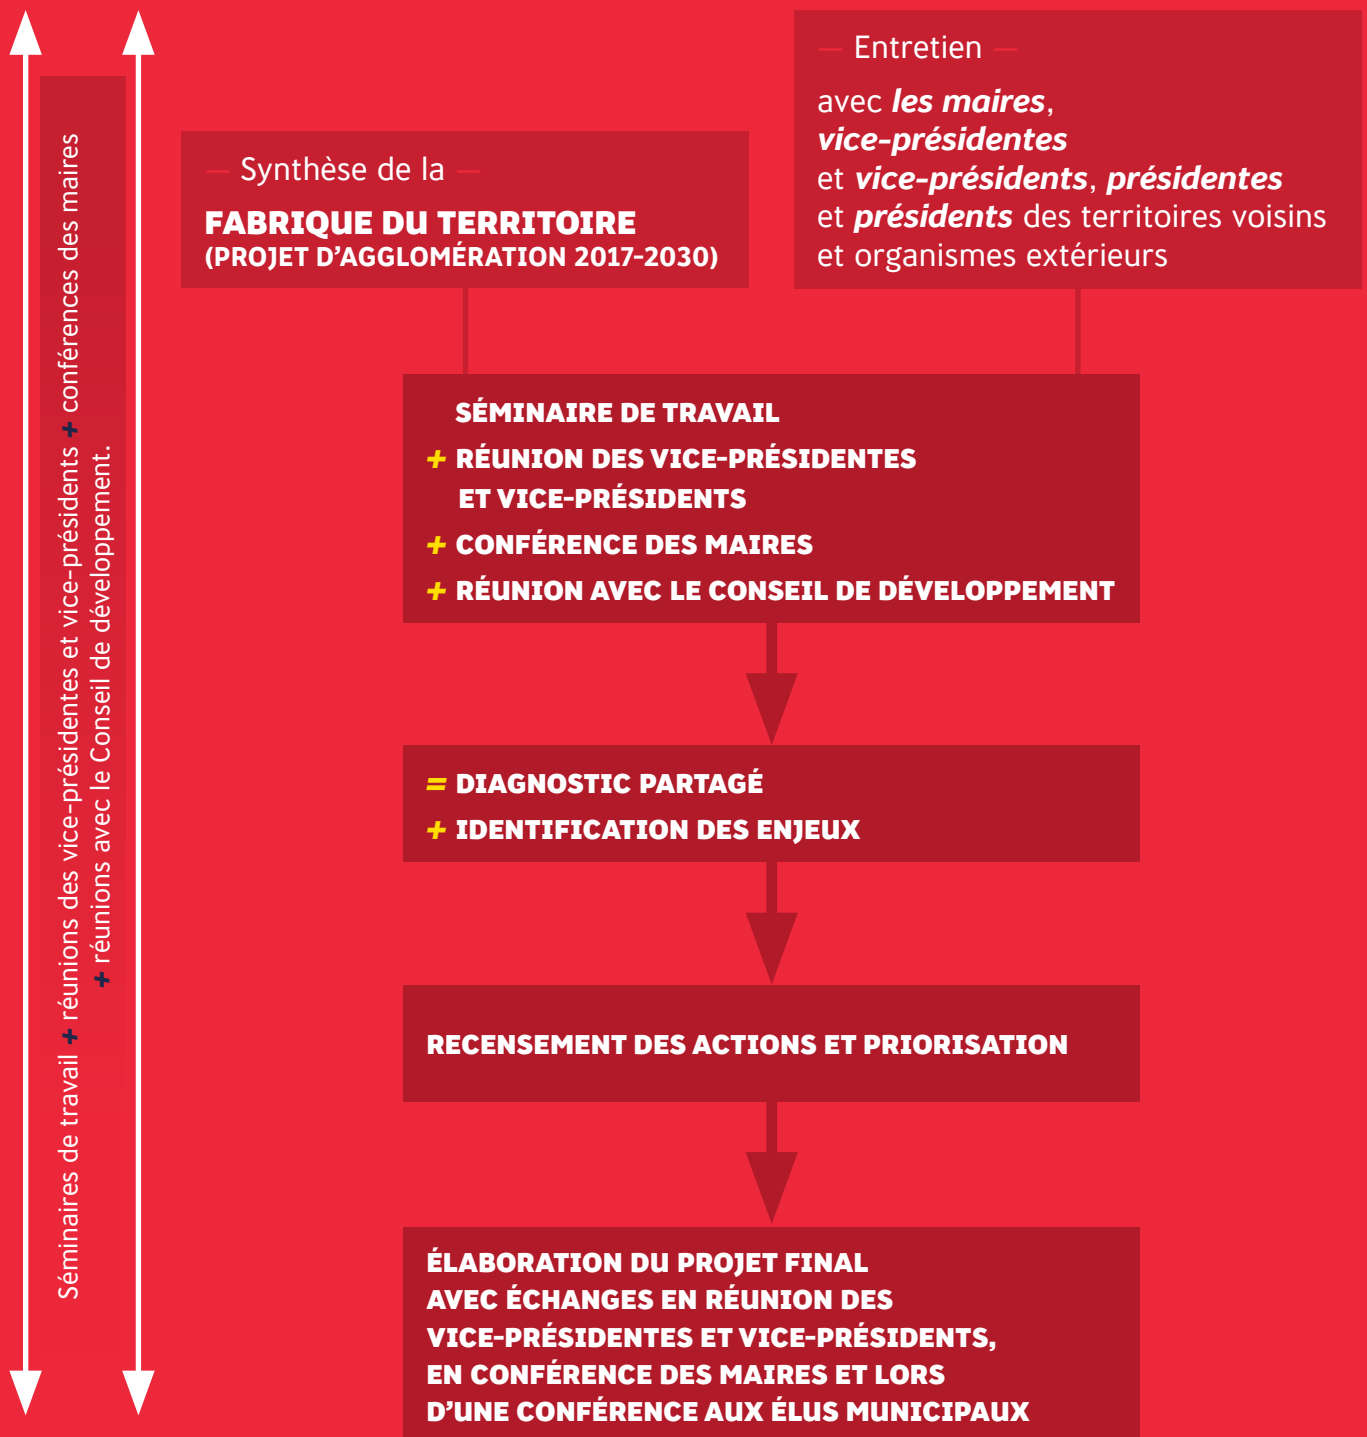 Séminaires de travail + réunions des vice-présidentes et vice-présidents + conférences des maires
+ réunions avec le Conseil de développement.
— Synthèse de la —
FABRIQUE DU TERRITOIRE
(PROJET D’AGGLOMÉRATION 2017-2030)
— Entretien —
avec les maires,
vice-présidentes
et vice-présidents, présidentes
et présidents des territoires voisins
et organismes extérieurs
SÉMINAIRE DE TRAVAIL
+ RÉUNION DES VICE-PRÉSIDENTES
ET VICE-PRÉSIDENTS
+ CONFÉRENCE DES MAIRES
+ RÉUNION AVEC LE CONSEIL DE DÉVELOPPEMENT
= DIAGNOSTIC PARTAGÉ
+ IDENTIFICATION DES ENJEUX
RECENSEMENT DES ACTIONS ET PRIORISATION
ÉLABORATION DU PROJET FINAL
AVEC ÉCHANGES EN RÉUNION DES
VICE-PRÉSIDENTES ET VICE-PRÉSIDENTS,
EN CONFÉRENCE DES MAIRES ET LORS
D’UNE CONFÉRENCE AUX ÉLUS MUNICIPAUX